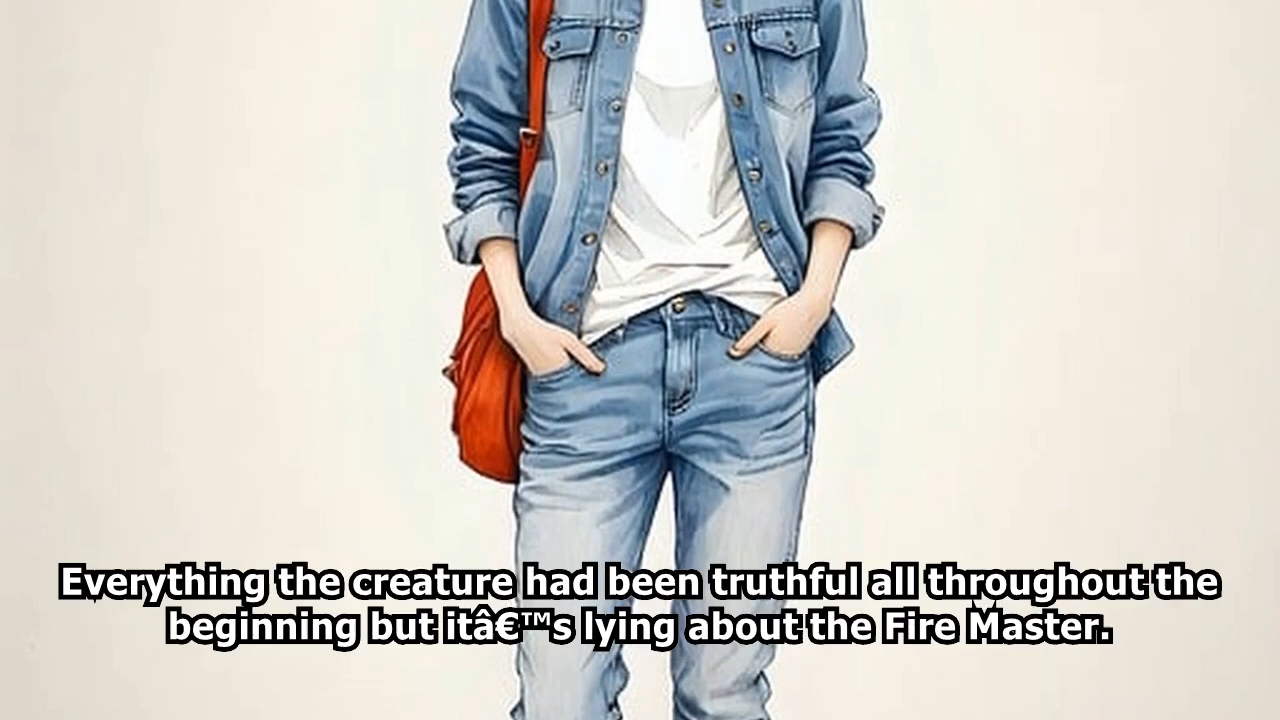 Everything the creature had been truthful all throughout the
beginning but itâ€™s lying about the Fire Master.